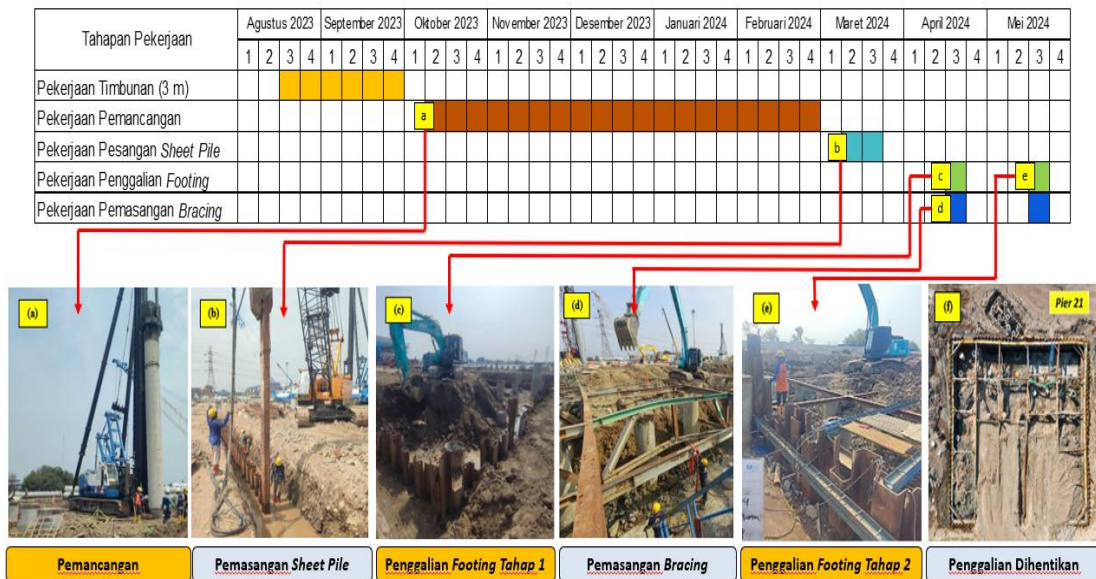 Tahapan Pekerjaan
Agustus 2023 September 2023 Oktober 2023 November 2023 Desember 2023 Januari 2024 Februari 2024 Maret 2024 April 2024 Mei 2024
1 2 3 4 1 2 3 4 1 2 3 4 1 2 3 4 1 2 3 4 1 2 3 4 1 2 3 4 1 2 3 4 1 2 3 4 1 2 3 4
Pekerjaan Timbunan (3 m)
Pekerjaan Pemancangan a
Pekerjaan Pesangan Sheet Pile b
Pekerjaan Penggalian Footing c e
Pekerjaan Pemasangan Bracing d
(a) (b) (c) (d) (e) (f) Pier 21
Pemancangan Pemasangan Sheet Pile Penggalian Footing Tahap 1 Pemasangan Bracing Penggalian Footing Tahap 2 Penggalian Dihentikan